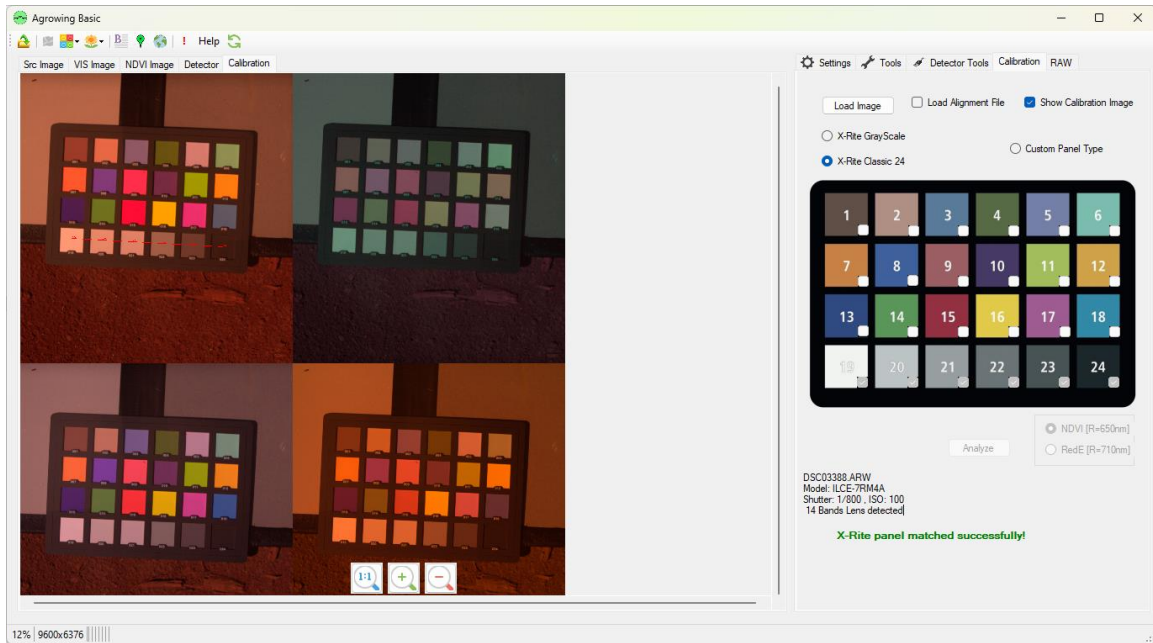 Agrowing Basic
Help
Src Image VIS Image NDVI Image Detector Calibration
Settings Tools Detector Tools Calibration RAW
Load Image Load Alignment File Show Calibration Image
X-Rite GrayScale
Custom Panel Type
X-Rite Classic 24
1 2 3 4 5 6
7 8 9 10 11 12
13 14 15 16 17 18
19 20 21 22 23 24
NDVI [R=650nm]
Analyze
RedE [R=710nm]
DSC03388.ARW
Model: ILCE-7RM4A
Shutter: 1/800 , ISO: 100
14 Bands Lens detected
X-Rite panel matched successfully!
1:1
12% 9600x6376